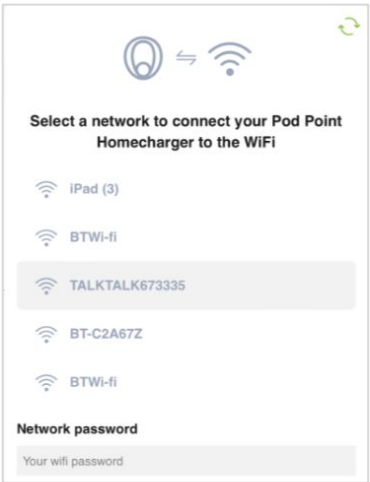 Select a network to connect your Pod Point
Homecharger to the WiFi
iPad (3)
BTWi-fi
TALKTALK673335
BT-C2A67Z
BTWi-fi
Network password
Your wifi password